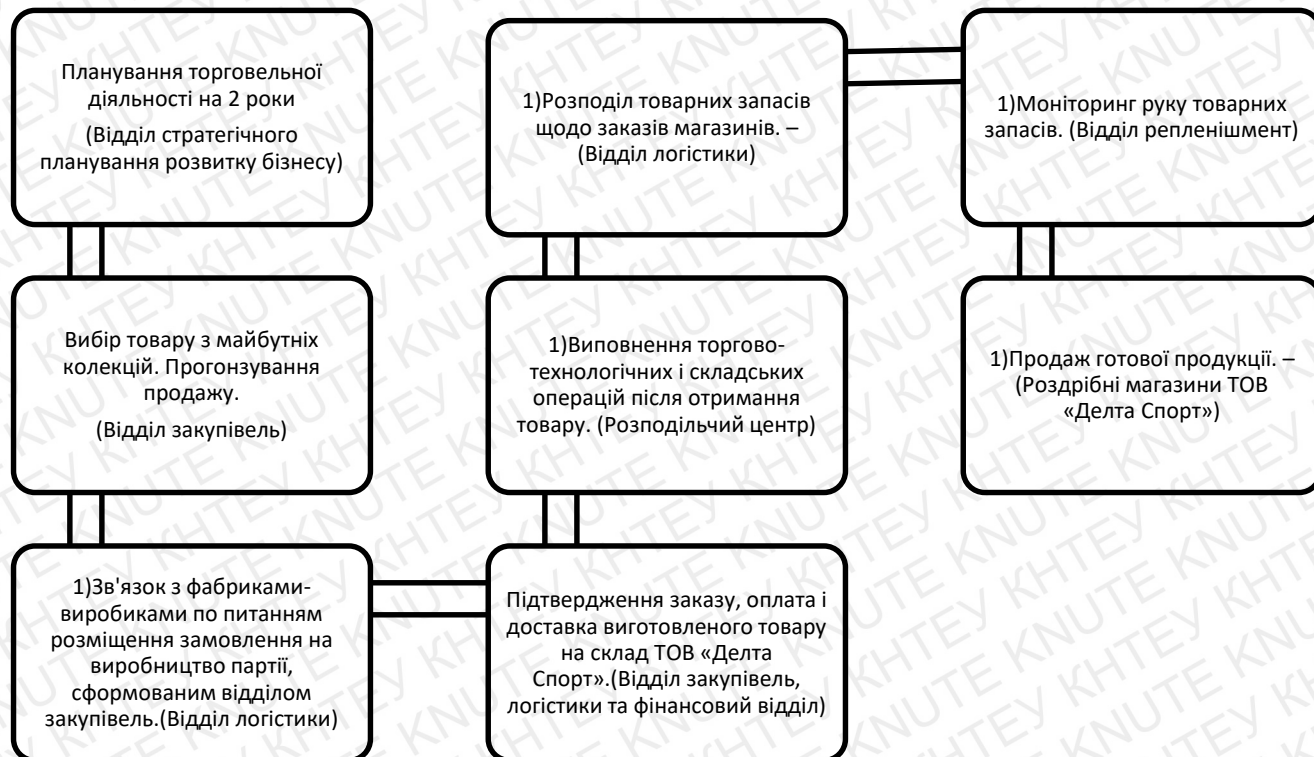 Планування торговельної
діяльності на 2 роки
(Відділ стратегічного
планування розвитку бізнесу)
Вибір товару з майбутніх
колекцій. Прогонзування
продажу.
(Відділ закупівель)
1)Зв'язок з фабриками-
виробиками по питанням
розміщення замовлення на
виробництво партії,
сформованим відділом
закупівель.(Відділ логістики)
Підтвердження заказу, оплата і
доставка виготовленого товару
на склад ТОВ «Делта
Спорт».(Відділ закупівель,
логістики та фінансовий відділ)
1)Виповнення торгово-
технологічних і складських
операцій після отримання
товару. (Розподільчий центр)
1)Розподіл товарних запасів
щодо заказів магазинів. –
(Відділ логістики)
1)Моніторинг руку товарних
запасів. (Відділ репленішмент)
1)Продаж готової продукції. –
(Роздрібні магазини ТОВ
«Делта Спорт»)